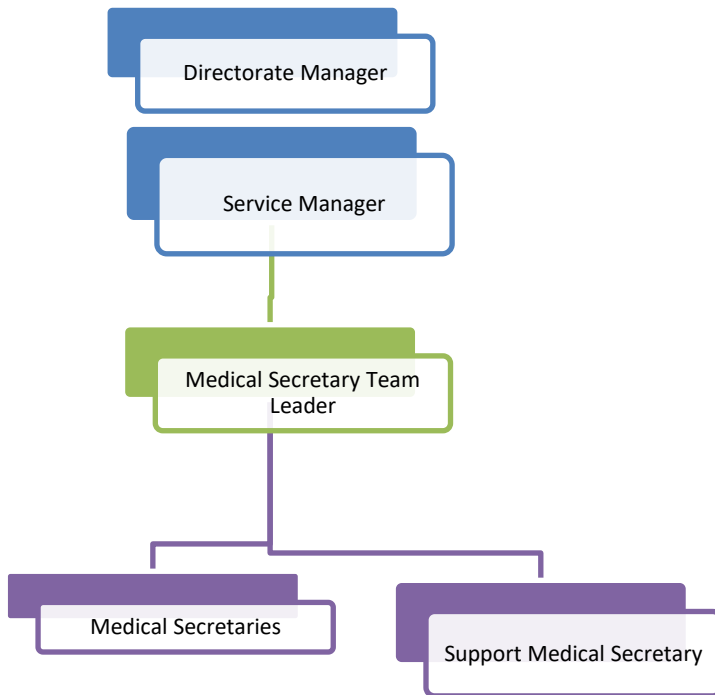 Directorate Manager
Service Manager
Medical Secretary Team
Leader
Medical Secretaries
Support Medical Secretary